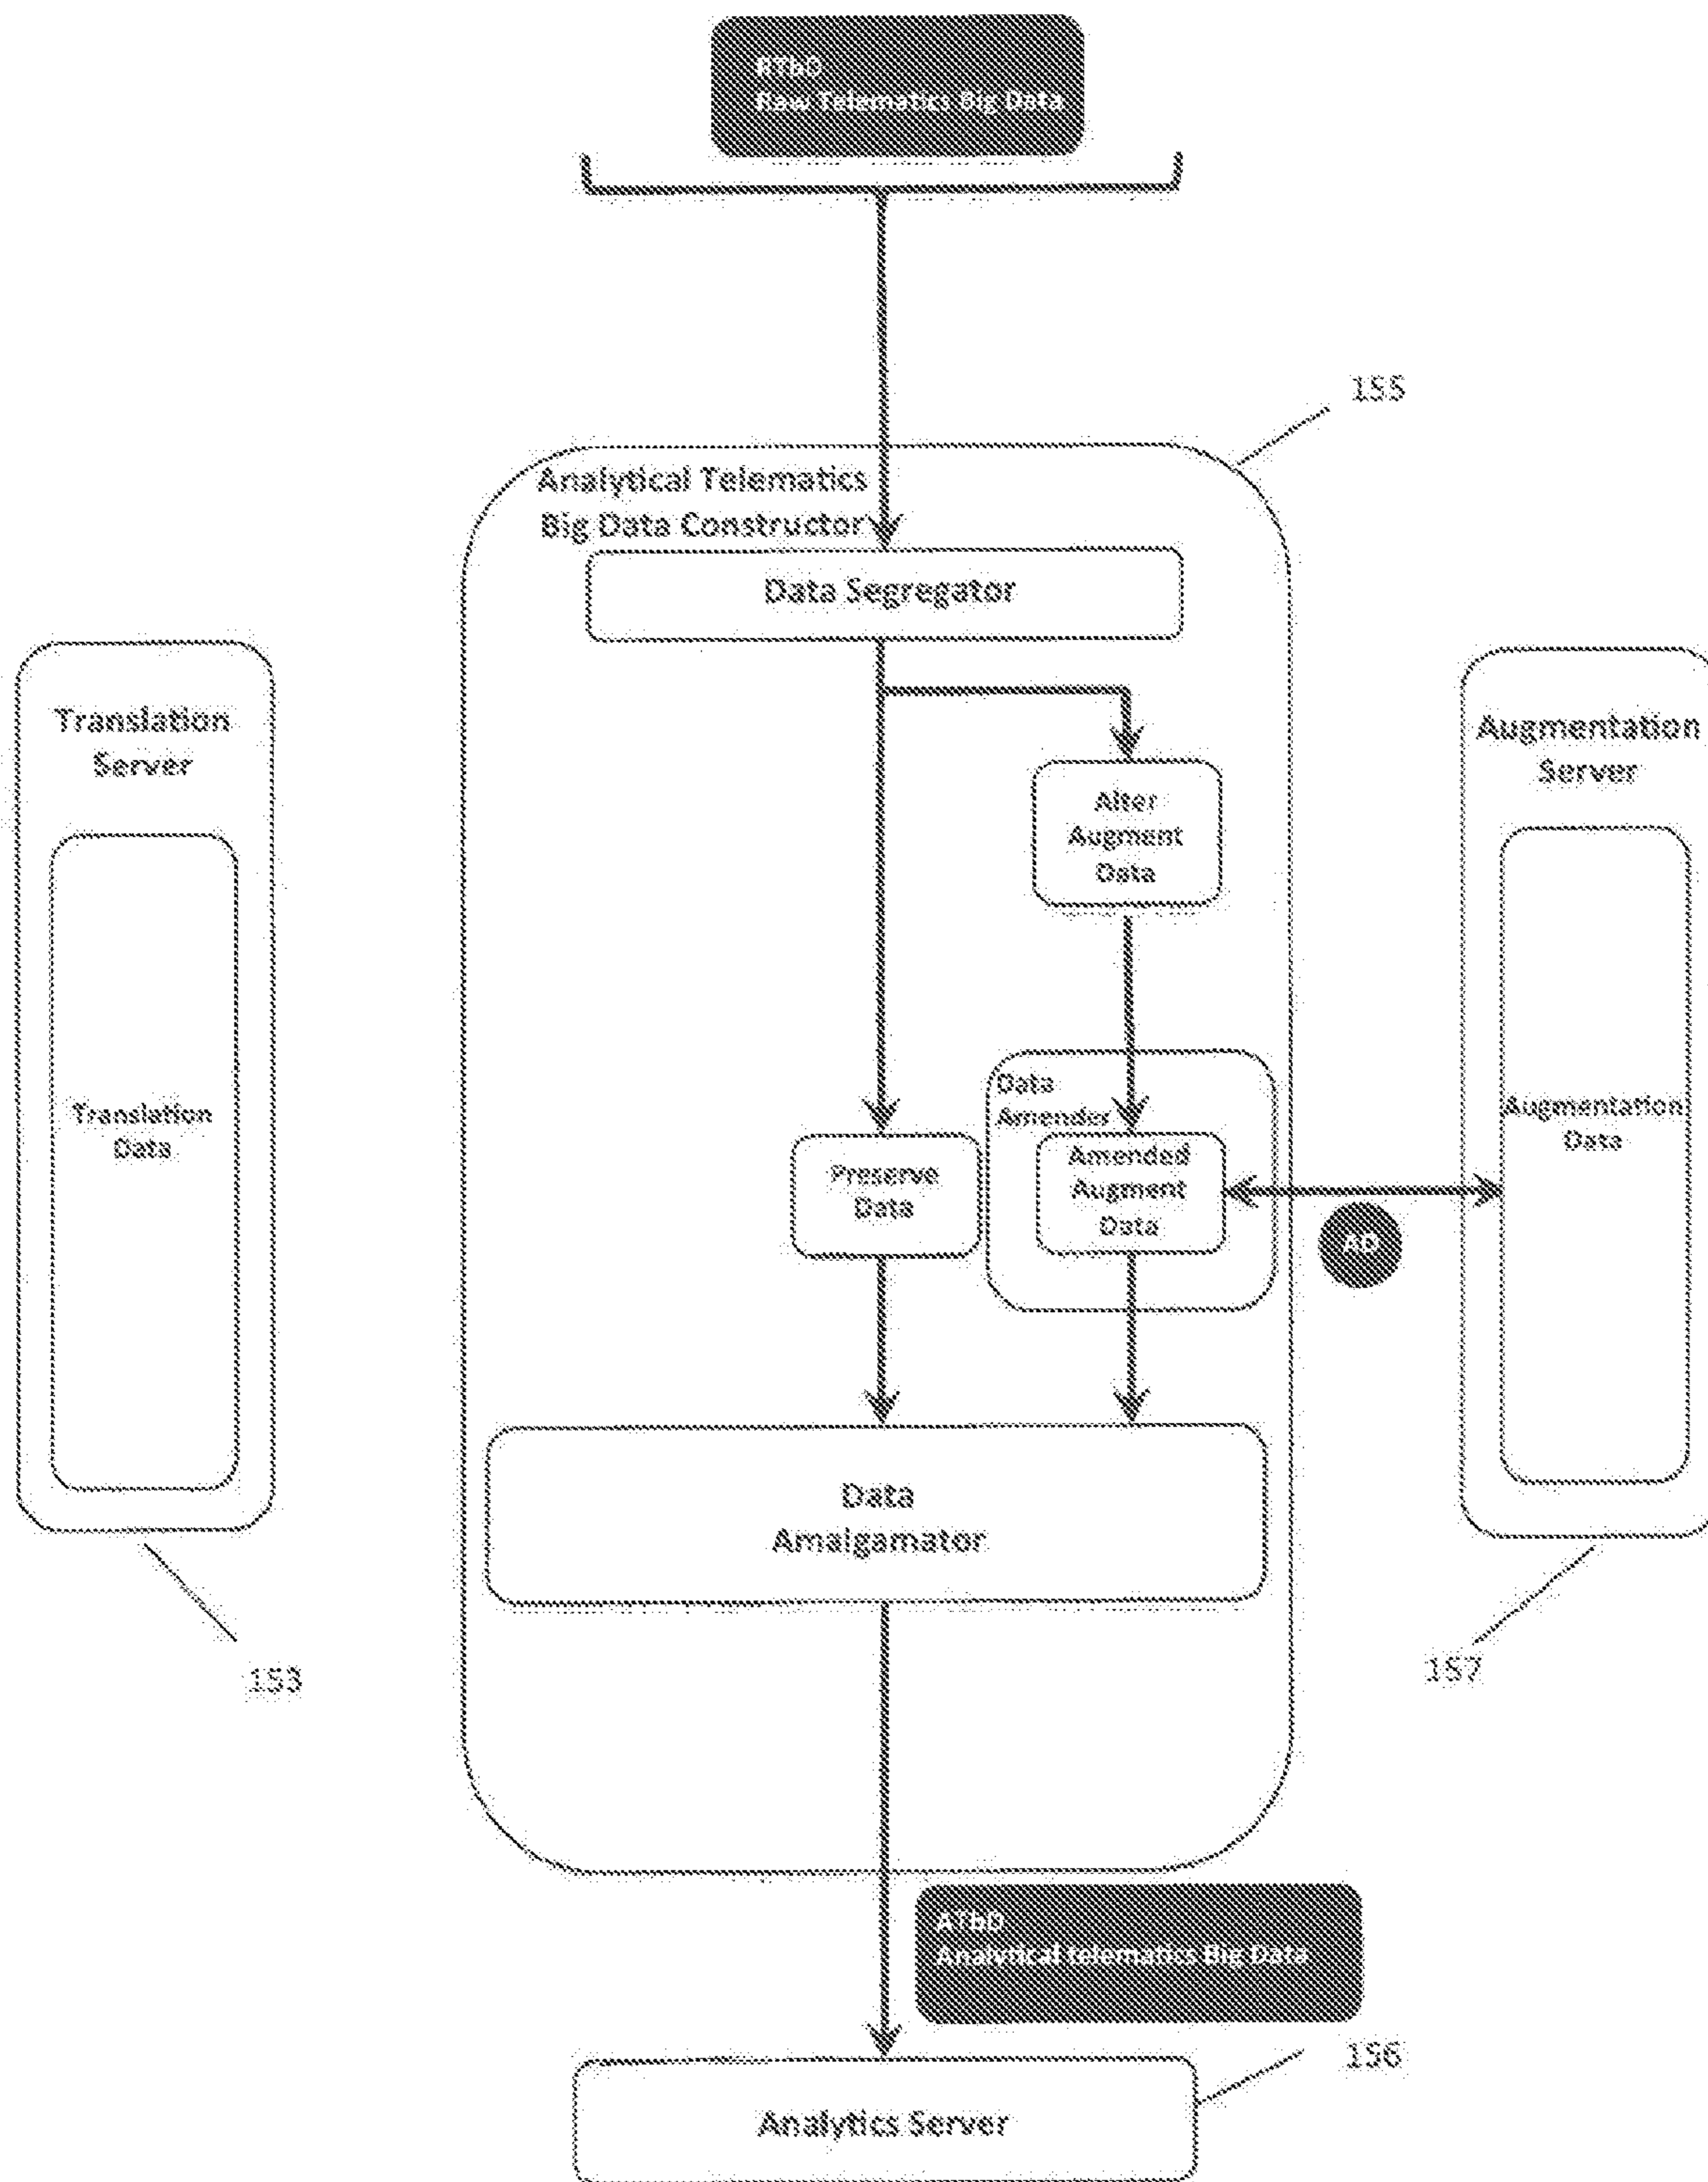 RTbD
Raw Telematics Big Data
155
Analytical Telematics
Big Data Constructor
Data Segregator
Translation
Server
Augmentation
Server
Alter
Augment
Data
Data
Amender
Translation
Data
Augmentation
Data
Preserve
Data
Amended
Augment
Data
AD
Data
Amalgamator
153
157
ATbD
Analytical telematics Big Data
156
Analytics Server